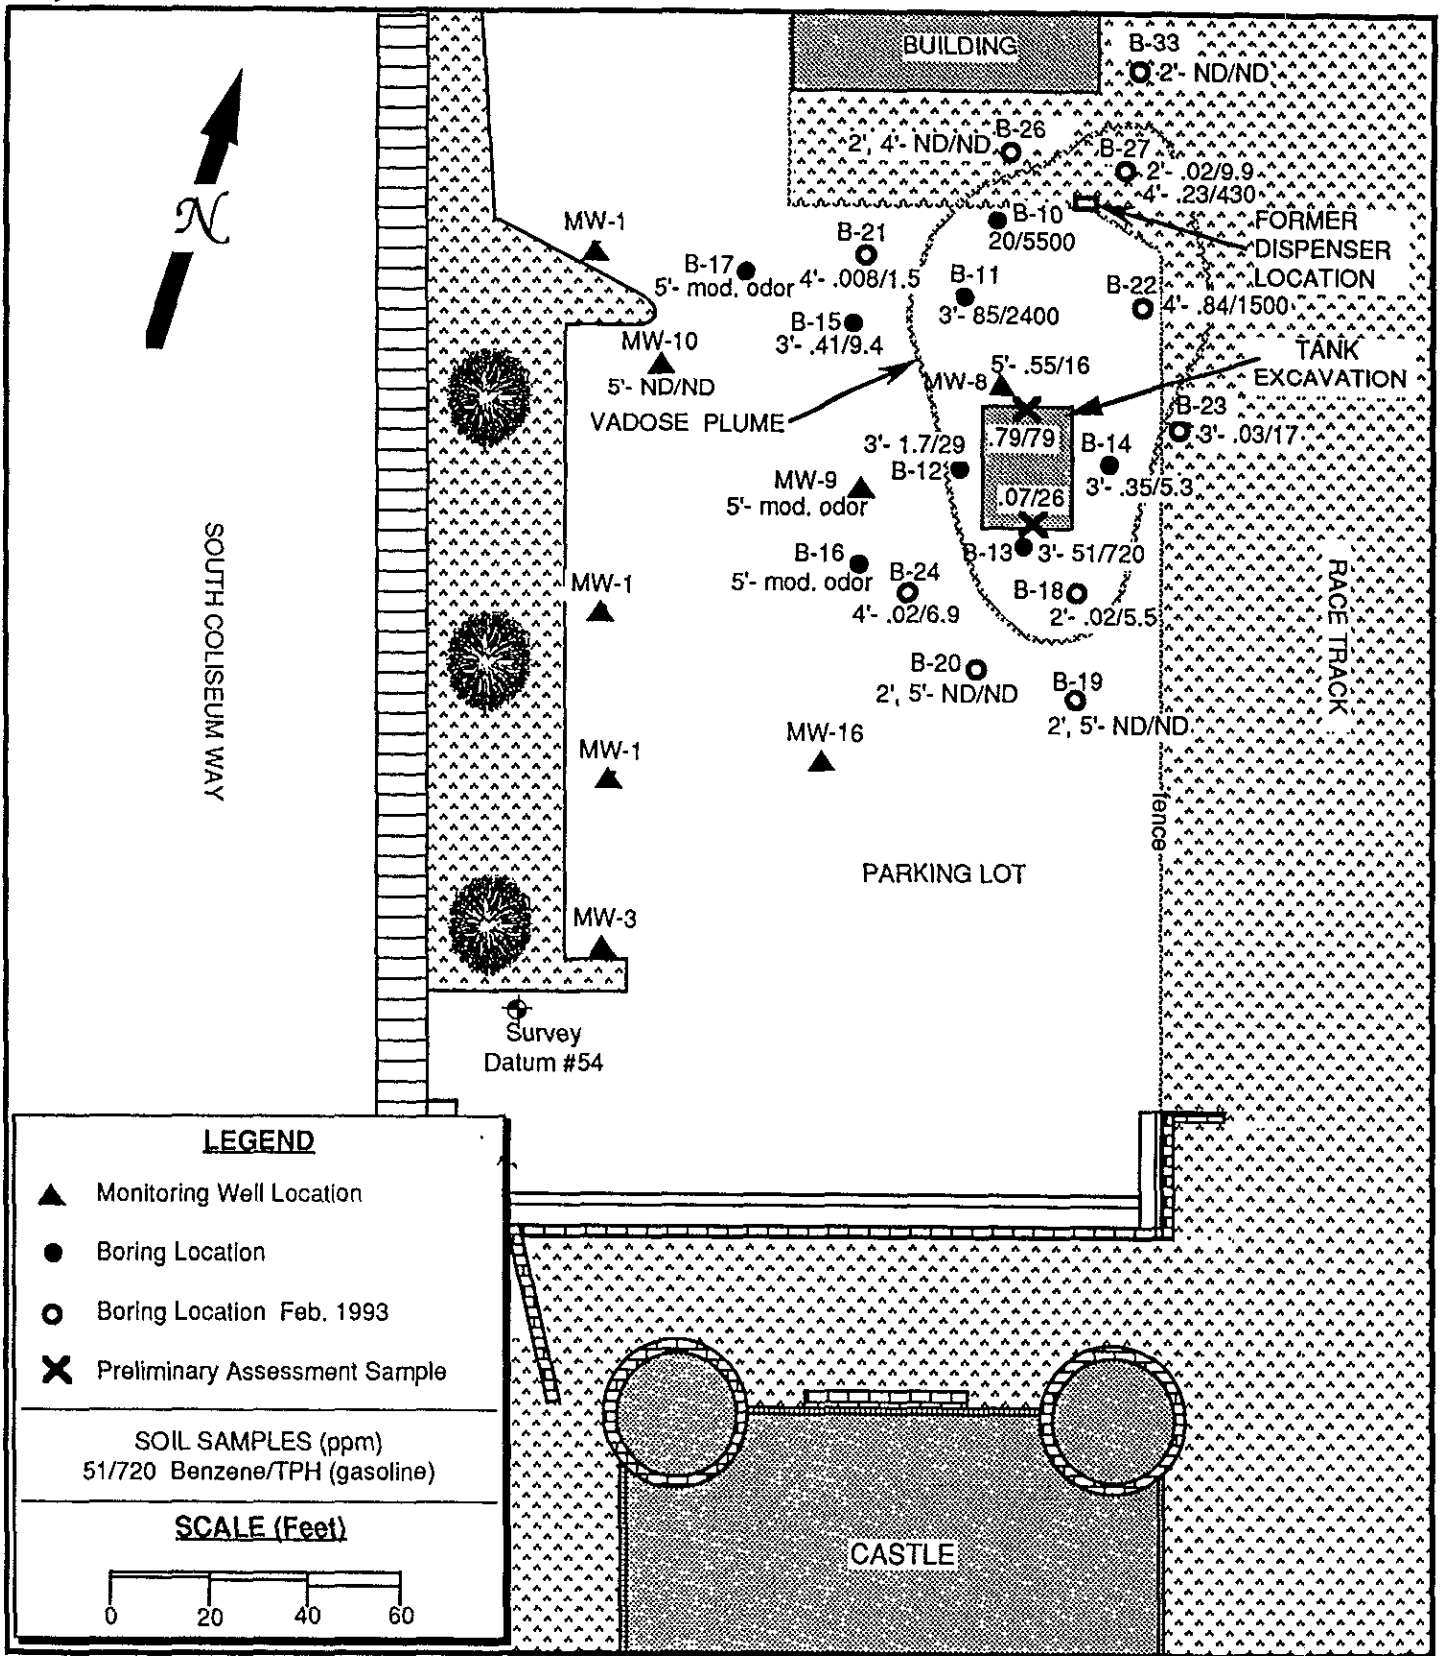 BUILDING
B-33
2'- ND/ND
B-26
2', 4'- ND/ND
B-27
2'- .02/9.9
4'- .23/430
N
MW-1
B-10
20/5500
FORMER
DISPENSER
LOCATION
B-21
4'- .008/1.5
B-17
5'- mod. odor
B-11
3'- 85/2400
B-22
4'- .84/1500
B-15
3'- .41/9.4
MW-10
5'- ND/ND
5'- .55/16
MW-8
TANK
EXCAVATION
VADOSE PLUME
B-23
3'- .03/17
.79/79
3'- 1.7/29
B-12
B-14
3'- .35/5.3
MW-9
5'- mod. odor
.07/26
B-13
3'- 51/720
B-16
5'- mod. odor
B-24
4'- .02/6.9
B-18
2'- .02/5.5
MW-1
SOUTH COLISEUM WAY
RACE TRACK
B-20
2', 5'- ND/ND
B-19
2', 5'- ND/ND
MW-1
MW-16
fence
PARKING LOT
MW-3
Survey
Datum #54
LEGEND
Monitoring Well Location
Boring Location
Boring Location Feb. 1993
Preliminary Assessment Sample
SOIL SAMPLES (ppm)
51/720 Benzene/TPH (gasoline)
SCALE (Feet)
0 20 40 60
CASTLE